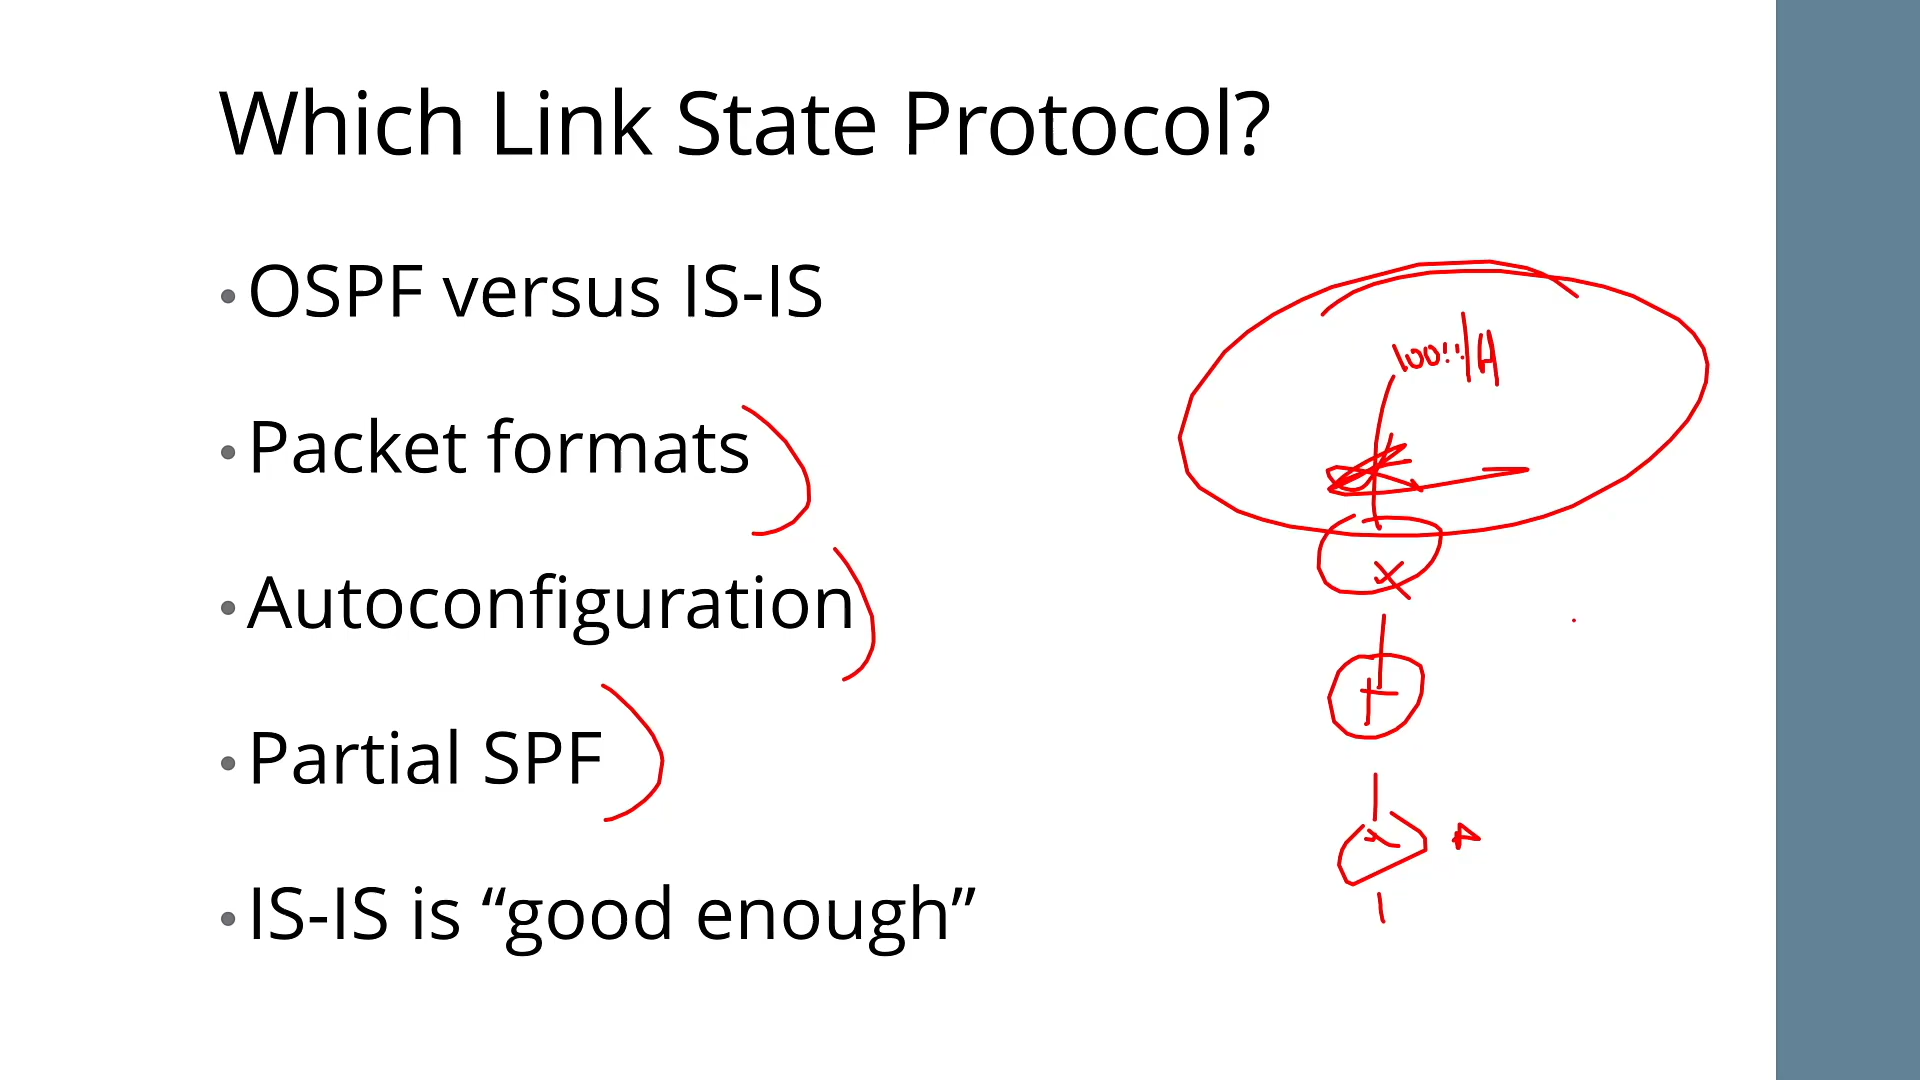 Which Link State Protocol?
• OSPF versus IS-IS
• Packet formats
• Autoconfiguration
• Partial SPF
• IS-IS is “good enough”